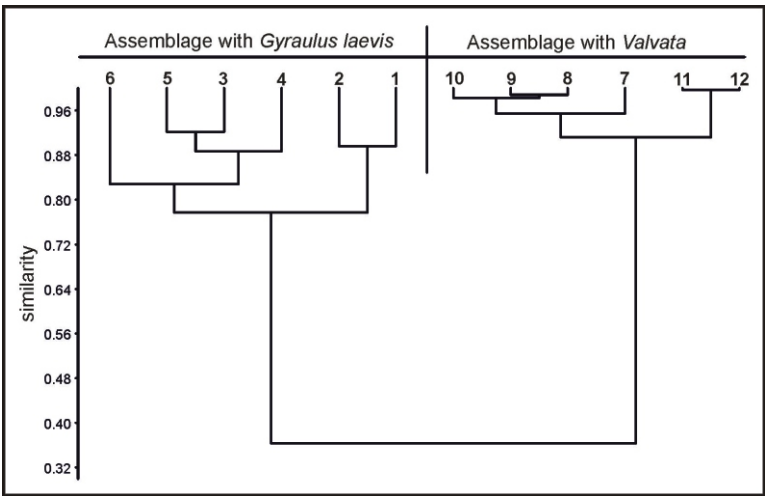 Assemblage with Gyraulus laevis
Assemblage with Valvata
6 5 3 4 2 1 10 9 8 7 11 12
0.96
0.88
0.80
0.72
0.64
0.56
0.48
0.40
0.32
similarity